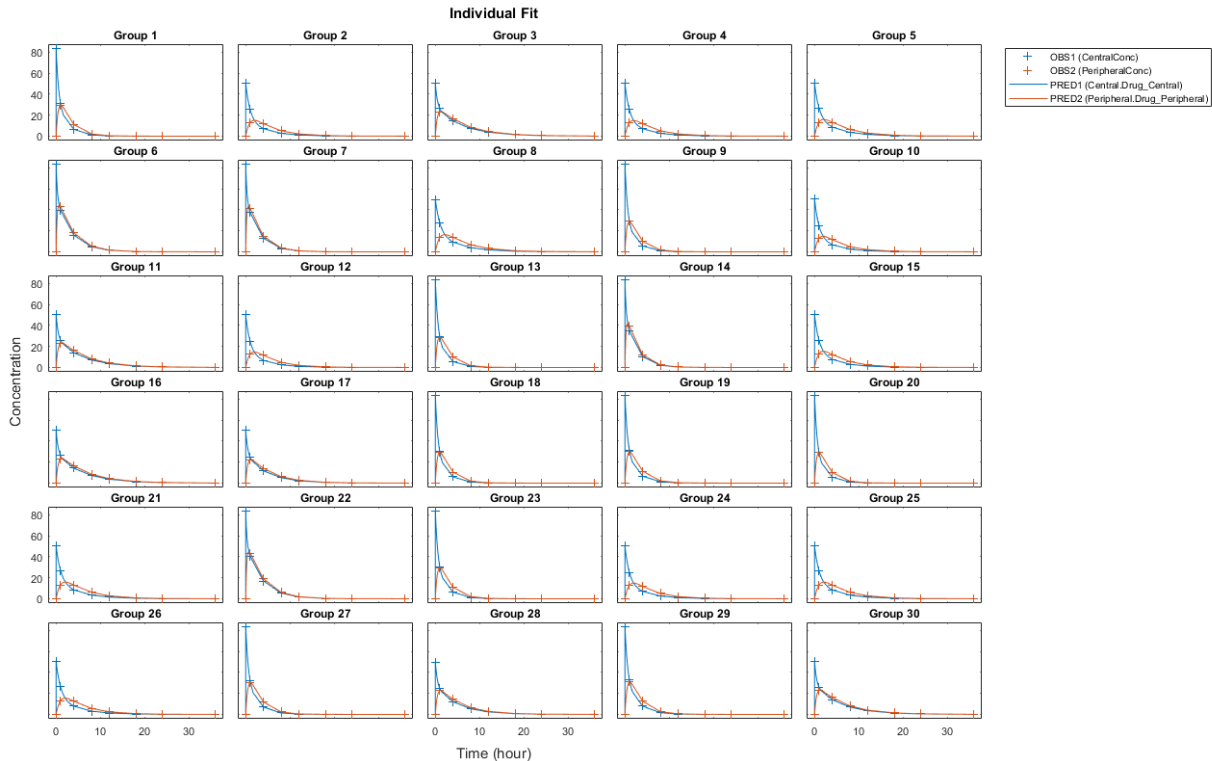 Individual Fit
Group 1 Group 2 Group 3 Group 4 Group 5
OBS1 (CentralConc)
OBS2 (PeripheralConc)
PRED1 (Central.Drug_Central)
PRED2 (Peripheral.Drug_Peripheral)
80
60
40
20
0
Group 6 Group 7 Group 8 Group 9 Group 10
Group 11 Group 12 Group 13 Group 14 Group 15
80
60
40
20
0
Concentration
Group 16 Group 17 Group 18 Group 19 Group 20
Group 21 Group 22 Group 23 Group 24 Group 25
80
60
40
20
0
Group 26 Group 27 Group 28 Group 29 Group 30
0 10 20 30 0 10 20 30 0 10 20 30
Time (hour)